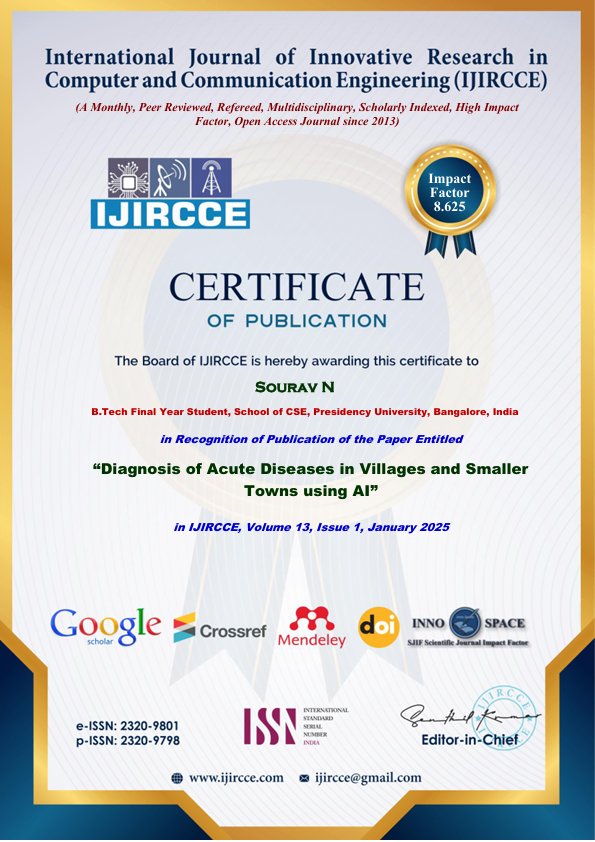 International Journal of Innovative Research in
Computer and Communication Engineering (IJIRCCE)
(A Monthly, Peer Reviewed, Refereed, Multidisciplinary, Scholarly Indexed, High Impact
Factor, Open Access Journal since 2013)
IJIRCCE
Impact
Factor
8.625
CERTIFICATE
OF PUBLICATION
The Board of IJIRCCE is hereby awarding this certificate to
SOURAV N
B.Tech Final Year Student, School of CSE, Presidency University, Bangalore, India
in Recognition of Publication of the Paper Entitled
“Diagnosis of Acute Diseases in Villages and Smaller
Towns using AI”
in IJIRCCE, Volume 13, Issue 1, January 2025
Google
scholar
Crossref
Mendeley
doi
INNO SPACE
SJIF Scientific Journal Impact Factor
e-ISSN: 2320-9801
p-ISSN: 2320-9798
ISSN
INTERNATIONAL
STANDARD
SERIAL
NUMBER
INDIA
IJIRCCE
Senthil Kumar
Editor-in-Chief
www.ijircce.com ijircce@gmail.com